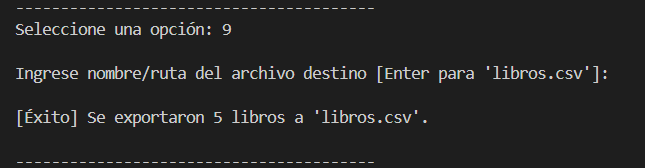 ----------------------------------------
Seleccione una opción: 9
Ingrese nombre/ruta del archivo destino [Enter para 'libros.csv']:
[Éxito] Se exportaron 5 libros a 'libros.csv'.
----------------------------------------